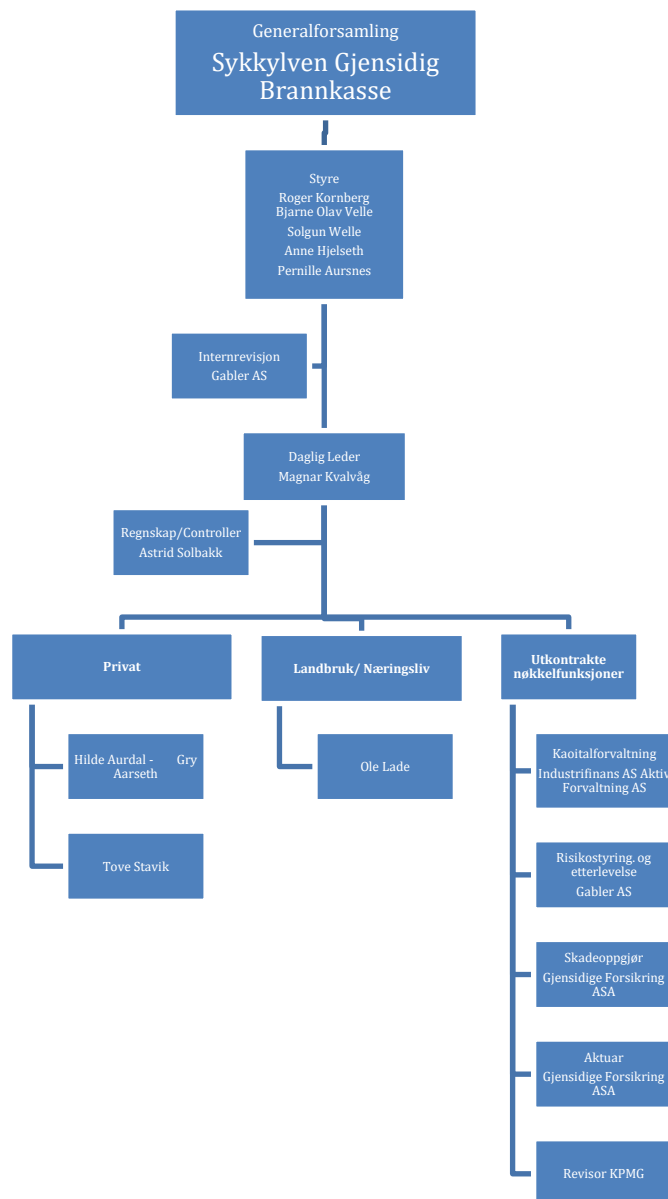 Generalforsamling
Sykkylven Gjensidig
Brannkasse
Styre
Roger Kornberg
Bjarne Olav Velle
Solgun Welle
Anne Hjelseth
Pernille Aursnes
Internrevisjon
Gabler AS
Daglig Leder
Magnar Kvalvåg
Regnskap/Controller
Astrid Solbakk
Privat
Hilde Aurdal - Gry
Aarseth
Tove Stavik
Landbruk/ Næringsliv
Ole Lade
Utkontrakte
nøkkelfunksjoner
Kaoitalforvaltning
Industrifinans AS Aktiv
Forvaltning AS
Risikostyring. og
etterlevelse
Gabler AS
Skadeoppgjør
Gjensidige Forsikring
ASA
Aktuar
Gjensidige Forsikring
ASA
Revisor KPMG